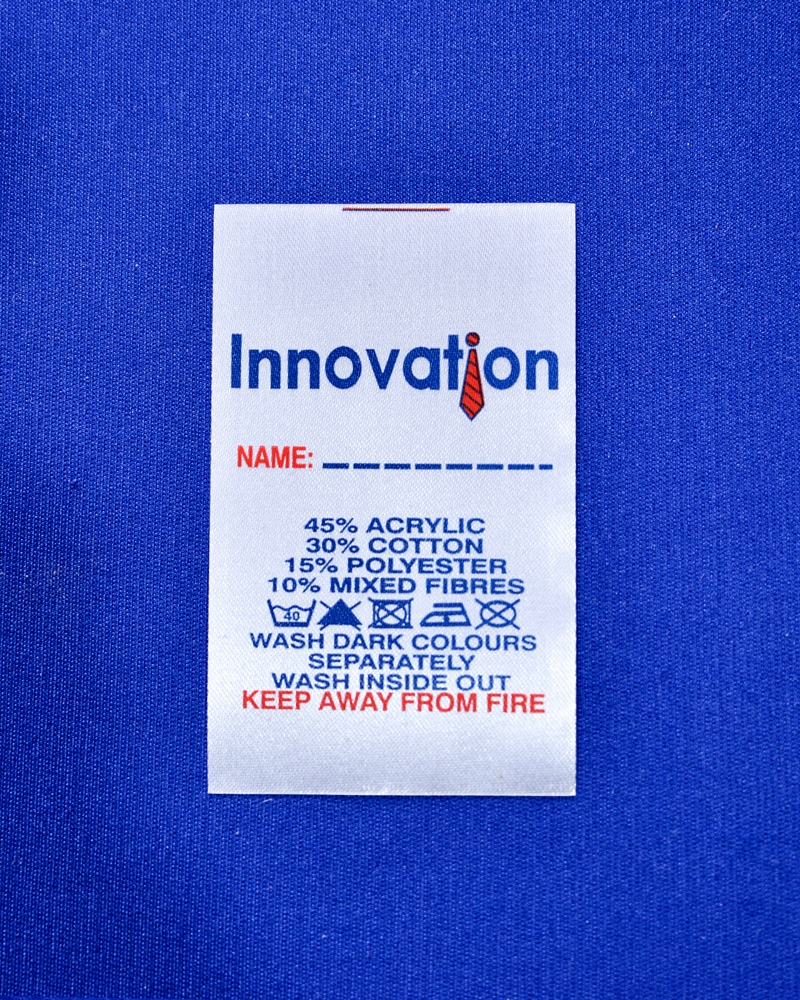 Innovation
NAME: _ _ _ _ _ _ _ _
45% ACRYLIC
30% COTTON
15% POLYESTER
10% MIXED FIBRES
40
WASH DARK COLOURS
SEPARATELY
WASH INSIDE OUT
KEEP AWAY FROM FIRE